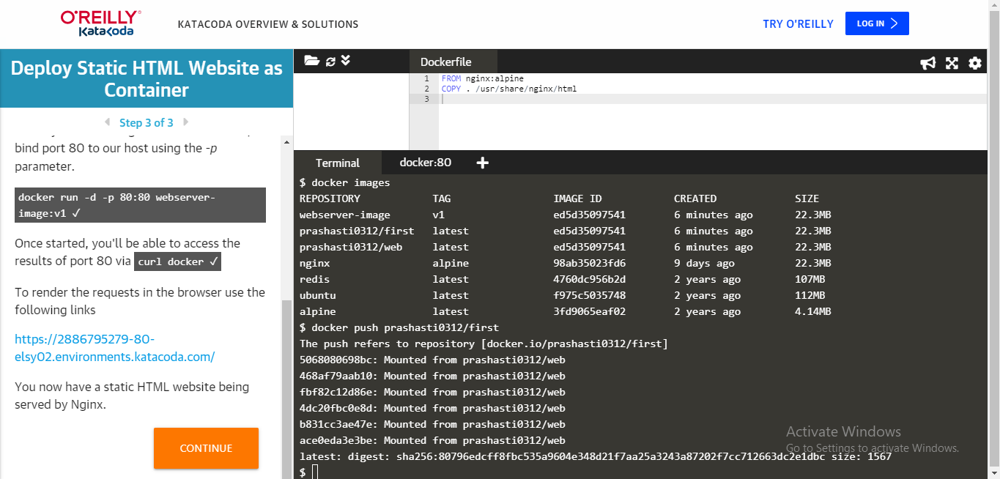 O'REILLY®
KataKoda
KATACODA OVERVIEW & SOLUTIONS
TRY O'REILLY
LOG IN
Deploy Static HTML Website as
Container
Step 3 of 3
bind port 80 to our host using the -p
parameter.
docker run -d -p 80:80 webserver-
image:v1 ✓
Once started, you'll be able to access the
results of port 80 via curl docker ✓
To render the requests in the browser use the
following links
https://2886795279-80-
elsy02.environments.katacoda.com/
You now have a static HTML website being
served by Nginx.
CONTINUE
Dockerfile
1 FROM nginx:alpine
2 COPY . /usr/share/nginx/html
3
Terminal docker:80 +
$ docker images
REPOSITORY TAG IMAGE ID CREATED SIZE
webserver-image v1 ed5d35097541 6 minutes ago 22.3MB
prashasti0312/first latest ed5d35097541 6 minutes ago 22.3MB
prashasti0312/web latest ed5d35097541 6 minutes ago 22.3MB
nginx alpine 98ab35023fd6 9 days ago 22.3MB
redis latest 4760dc956b2d 2 years ago 107MB
ubuntu latest f975c5035748 2 years ago 112MB
alpine latest 3fd9065eaf02 2 years ago 4.14MB
$ docker push prashasti0312/first
The push refers to repository [docker.io/prashasti0312/first]
5068080698bc: Mounted from prashasti0312/web
468af79aab10: Mounted from prashasti0312/web
fbf82c12d86e: Mounted from prashasti0312/web
4dc20fbc0e8d: Mounted from prashasti0312/web
b831cc3ae47e: Mounted from prashasti0312/web
ace0eda3e3be: Mounted from prashasti0312/web
latest: digest: sha256:80796edcff8fbc535a9604e348d21f7aa25a3243a87202f7cc712663dc2e1dbc size: 1567
$
Activate Windows
Go to Settings to activate Windows.